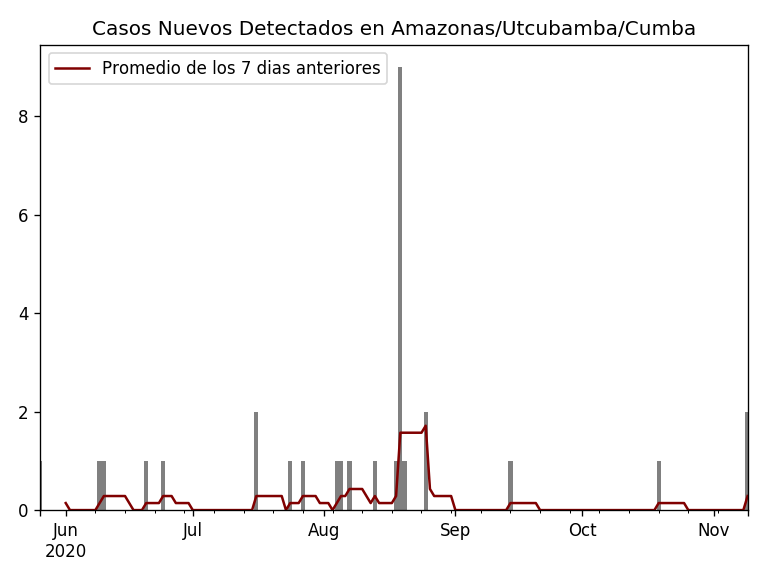 Casos Nuevos Detectados en Amazonas/Utcubamba/Cumba
Promedio de los 7 dias anteriores
8
6
4
2
0
Jun Jul Aug Sep Oct Nov
2020